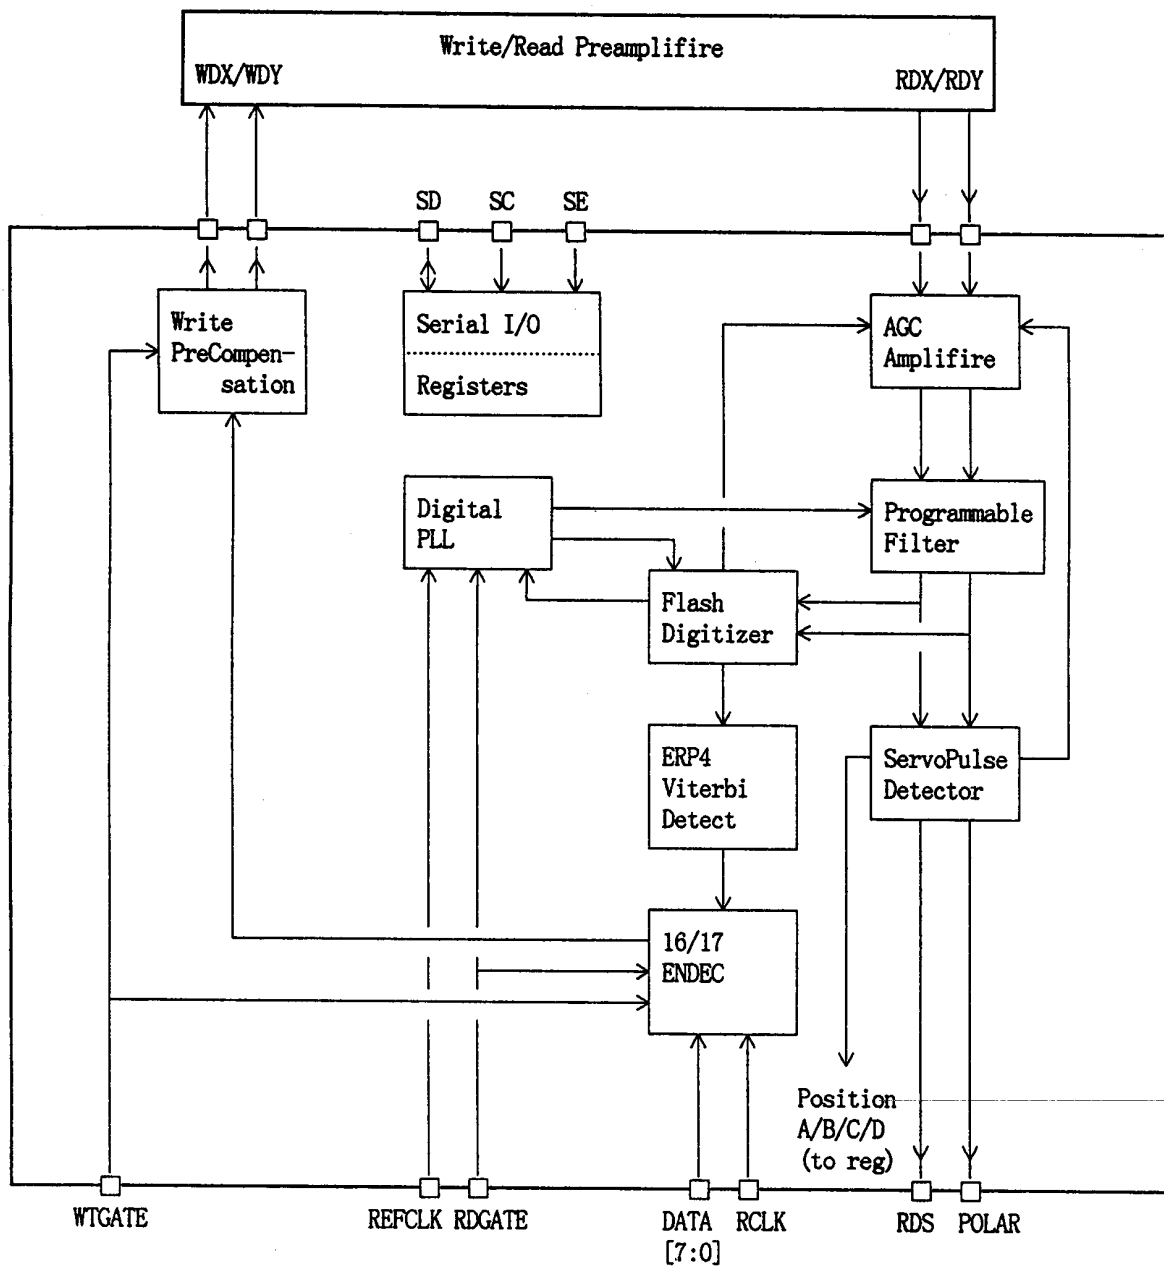 Write/Read Preamplifire
WDX/WDY
RDX/RDY
SD
SC
SE
Write
PreCompen-
sation
Serial I/O
Registers
AGC
Amplifire
Digital
PLL
Programmable
Filter
Flash
Digitizer
ERP4
Viterbi
Detect
ServoPulse
Detector
16/17
ENDEC
Position
A/B/C/D
(to reg)
WTGATE
REFCLK
RDGATE
DATA
[7:0]
RCLK
RDS
POLAR